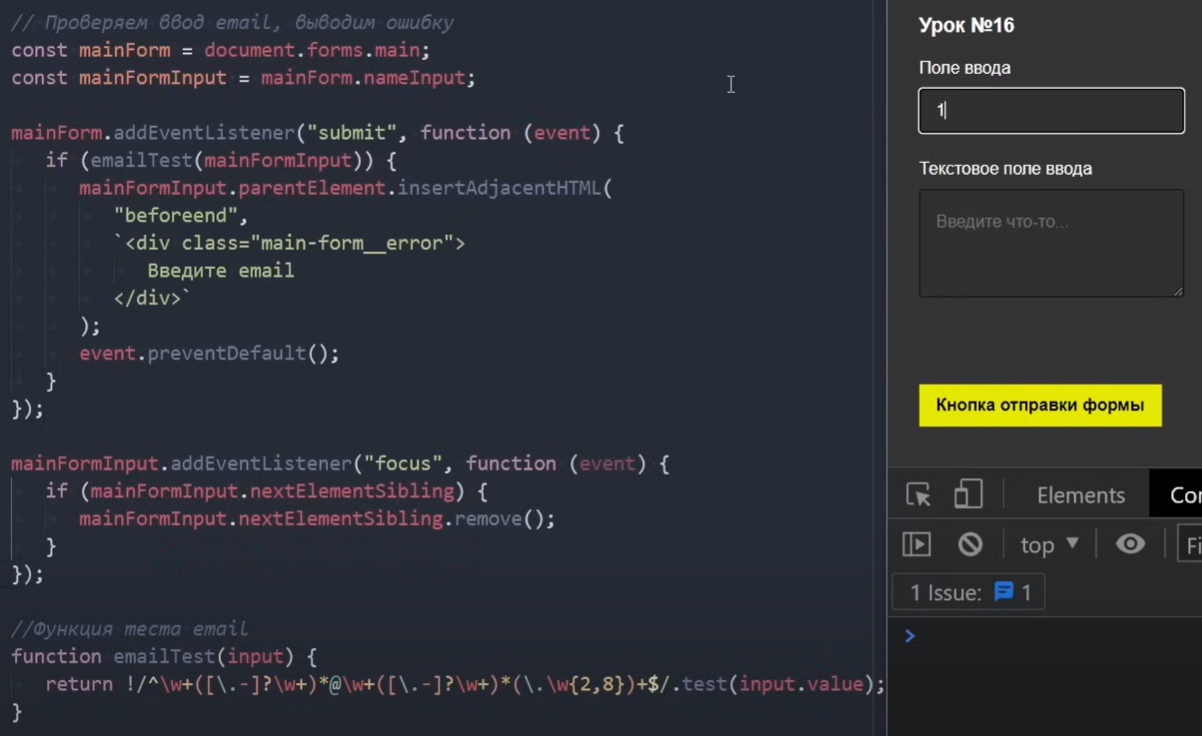 // Проверяем ввод email, выводим ошибку
const mainForm = document.forms.main;
const mainFormInput = mainForm.nameInput;
mainForm.addEventListener("submit", function (event) {
if (emailTest(mainFormInput)) {
mainFormInput.parentElement.insertAdjacentHTML(
"beforeend",
`<div class="main-form__error">
Введите email
</div>`
);
event.preventDefault();
}
});
mainFormInput.addEventListener("focus", function (event) {
if (mainFormInput.nextElementSibling) {
mainFormInput.nextElementSibling.remove();
}
});
//Функция теста email
function emailTest(input) {
return !/^\w+([\.-]?\w+)*@\w+([\.-]?\w+)*(\.\w{2,8})+$/.test(input.value);
}
Урок №16
Поле ввода
1
Текстовое поле ввода
Введите что-то...
Кнопка отправки формы
Elements
Cor
top
Fi
1 Issue: 1